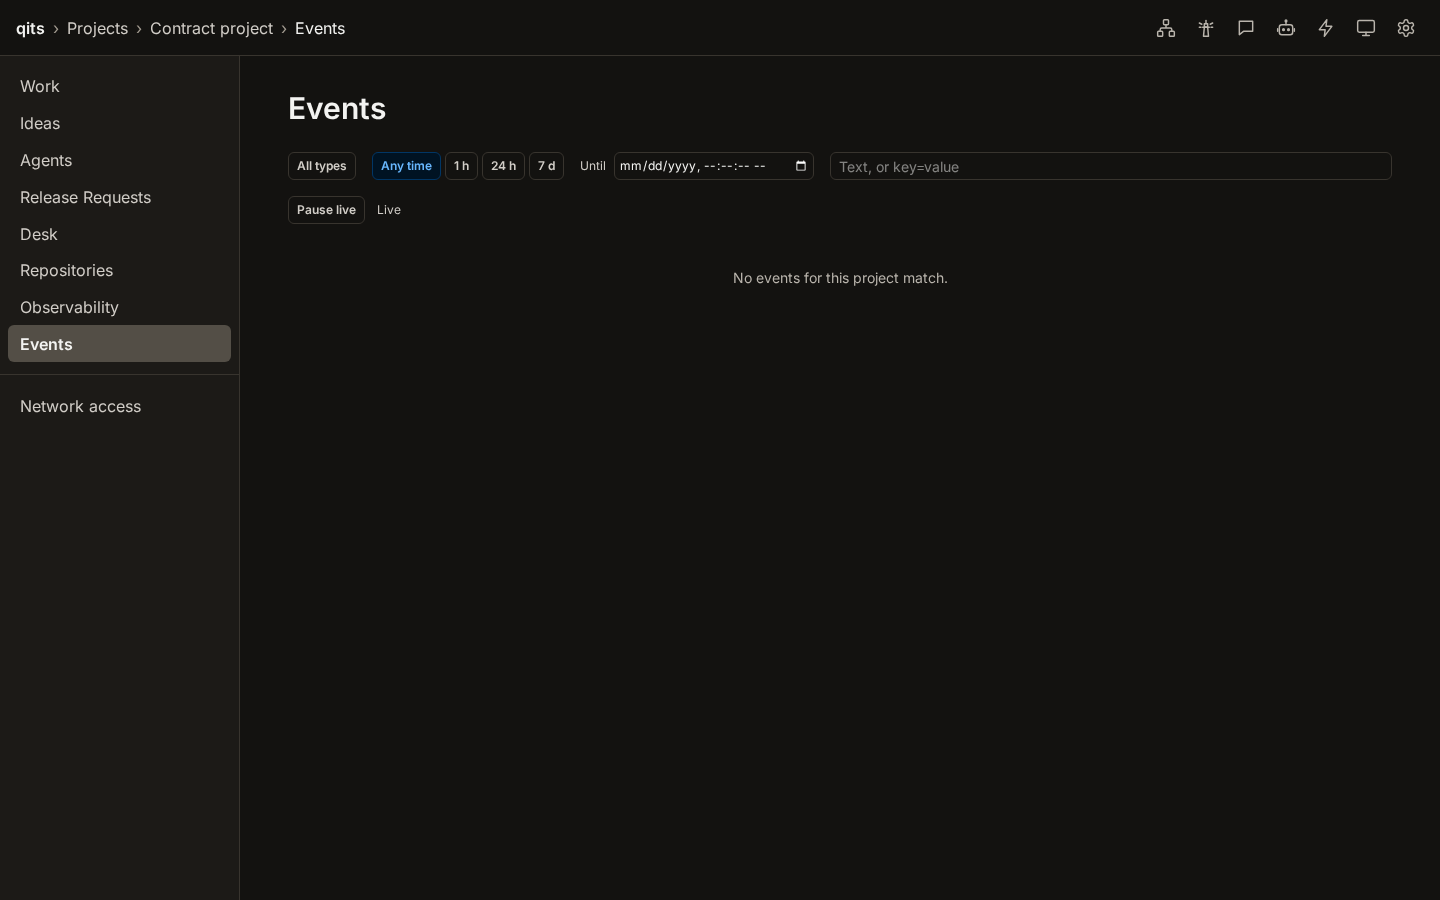 qits › Projects › Contract project › Events
Work
Ideas
Agents
Release Requests
Desk
Repositories
Observability
Events
Network access
Events
All types Any time 1 h 24 h 7 d Until mm/dd/yyyy, --:--:-- -- Text, or key=value
Pause live Live
No events for this project match.